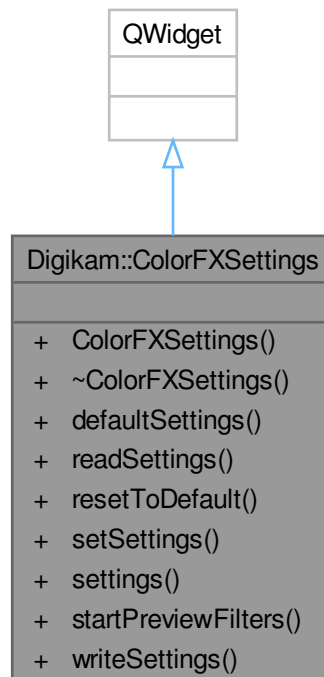 QWidget
Digikam::ColorFXSettings
+ ColorFXSettings()
+ ~ColorFXSettings()
+ defaultSettings()
+ readSettings()
+ resetToDefault()
+ setSettings()
+ settings()
+ startPreviewFilters()
+ writeSettings()